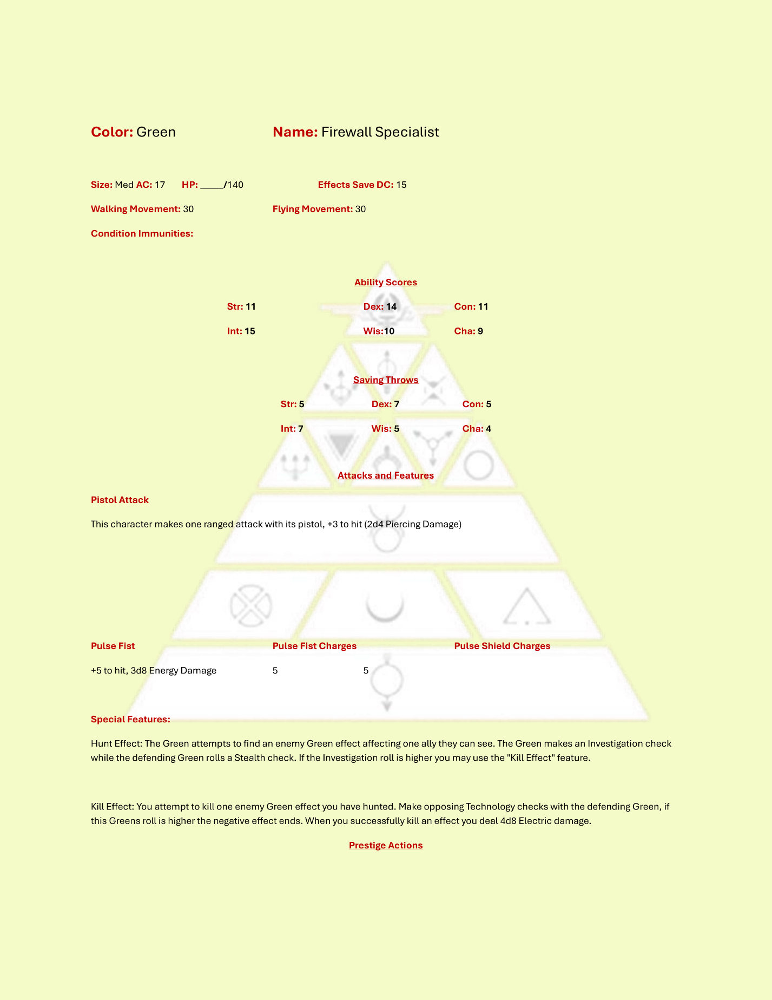 Color: Green Name: Firewall Specialist
Size: Med AC: 17 HP: _____/140 Effects Save DC: 15
Walking Movement: 30 Flying Movement: 30
Condition Immunities:
Ability Scores
Str: 11 Dex: 14 Con: 11
Int: 15 Wis:10 Cha: 9
Saving Throws
Str: 5 Dex: 7 Con: 5
Int: 7 Wis: 5 Cha: 4
Attacks and Features
Pistol Attack
This character makes one ranged attack with its pistol, +3 to hit (2d4 Piercing Damage)
Pulse Fist Pulse Fist Charges Pulse Shield Charges
+5 to hit, 3d8 Energy Damage 5 5
Special Features:
Hunt Effect: The Green attempts to find an enemy Green effect affecting one ally they can see. The Green makes an Investigation check
while the defending Green rolls a Stealth check. If the Investigation roll is higher you may use the "Kill Effect" feature.
Kill Effect: You attempt to kill one enemy Green effect you have hunted. Make opposing Technology checks with the defending Green, if
this Greens roll is higher the negative effect ends. When you successfully kill an effect you deal 4d8 Electric damage.
Prestige Actions